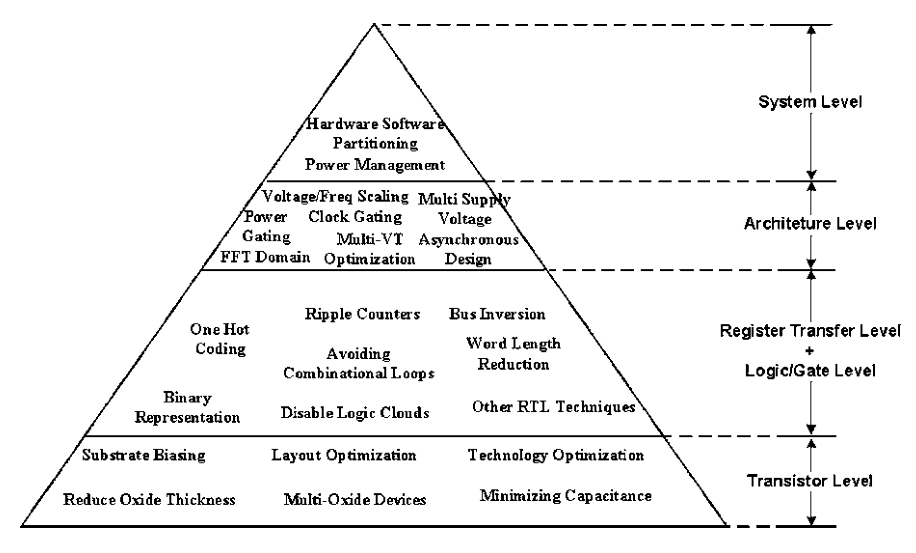 System Level
Hardware Software
Partitioning
Power Management
Voltage/Freq Scaling
Multi Supply
Voltage
Power
Gating
Clock Gating
Multi-VT
Optimization
Asynchronous
Design
FFT Domain
Architeture Level
Ripple Counters
Bus Inversion
One Hot
Coding
Avoiding
Combinational Loops
Word Length
Reduction
Binary
Representation
Disable Logic Clouds
Other RTL Techniques
Register Transfer Level
+
Logic/Gate Level
Substrate Biasing
Layout Optimization
Technology Optimization
Reduce Oxide Thickness
Multi-Oxide Devices
Minimizing Capacitance
Transistor Level